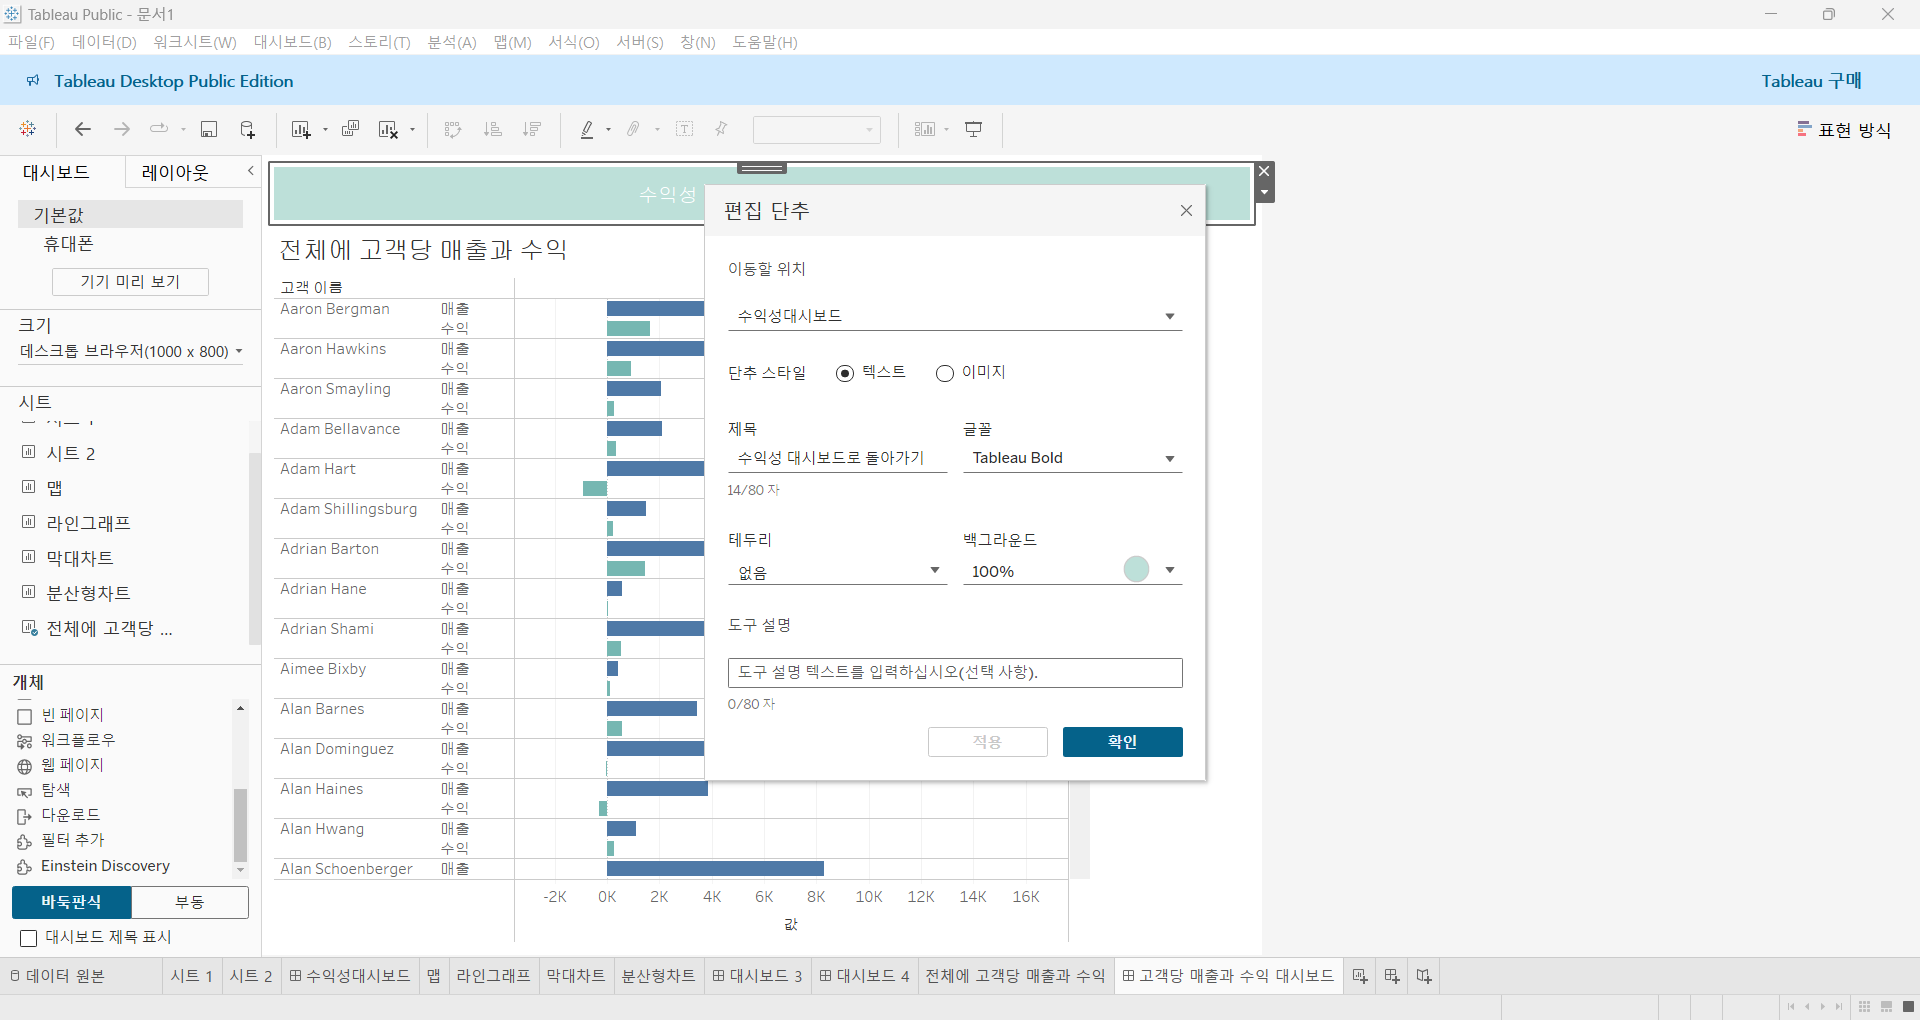 Tableau Public - 문서1
파일(F) 데이터(D) 워크시트(W) 대시보드(B) 스토리(T) 분석(A) 맵(M) 서식(O) 서버(S) 창(N) 도움말(H)
Tableau Desktop Public Edition
Tableau 구매
표현 방식
대시보드 레이아웃
기본값
휴대폰
기기 미리 보기
크기
데스크톱 브라우저(1000 x 800)
시트
시트 2
맵
라인그래프
막대차트
분산형차트
전체에 고객당 ...
개체
빈 페이지
워크플로우
웹 페이지
탐색
다운로드
필터 추가
Einstein Discovery
바둑판식 부동
대시보드 제목 표시
수익성
전체에 고객당 매출과 수익
고객 이름
Aaron Bergman 매출
수익
Aaron Hawkins 매출
수익
Aaron Smayling 매출
수익
Adam Bellavance 매출
수익
Adam Hart 매출
수익
Adam Shillingsburg 매출
수익
Adrian Barton 매출
수익
Adrian Hane 매출
수익
Adrian Shami 매출
수익
Aimee Bixby 매출
수익
Alan Barnes 매출
수익
Alan Dominguez 매출
수익
Alan Haines 매출
수익
Alan Hwang 매출
수익
Alan Schoenberger 매출
-2K 0K 2K 4K 6K 8K 10K 12K 14K 16K
값
편집 단추
이동할 위치
수익성대시보드
단추 스타일 텍스트 이미지
제목 글꼴
수익성 대시보드로 돌아가기 Tableau Bold
14/80 자
테두리 백그라운드
없음 100%
도구 설명
도구 설명 텍스트를 입력하십시오(선택 사항).
0/80 자
적용 확인
데이터 원본 시트 1 시트 2 수익성대시보드 맵 라인그래프 막대차트 분산형차트 대시보드 3 대시보드 4 전체에 고객당 매출과 수익 고객당 매출과 수익 대시보드